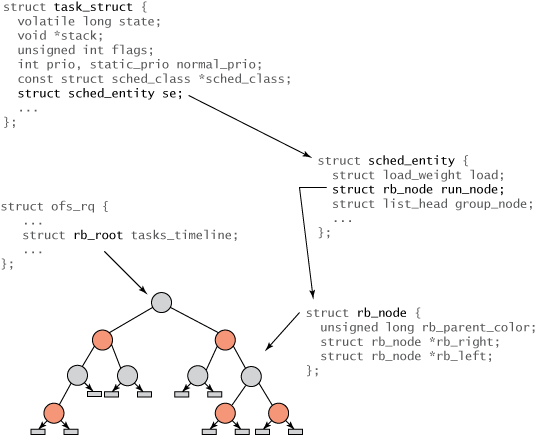 struct task_struct {
volatile long state;
void *stack;
unsigned int flags;
int prio, static_prio normal_prio;
const struct sched_class *sched_class;
struct sched_entity se;
...
};
struct sched_entity {
struct load_weight load;
struct rb_node run_node;
struct list_head group_node;
...
};
struct ofs_rq {
...
struct rb_root tasks_timeline;
...
};
struct rb_node {
unsigned long rb_parent_color;
struct rb_node *rb_right;
struct rb_node *rb_left;
};